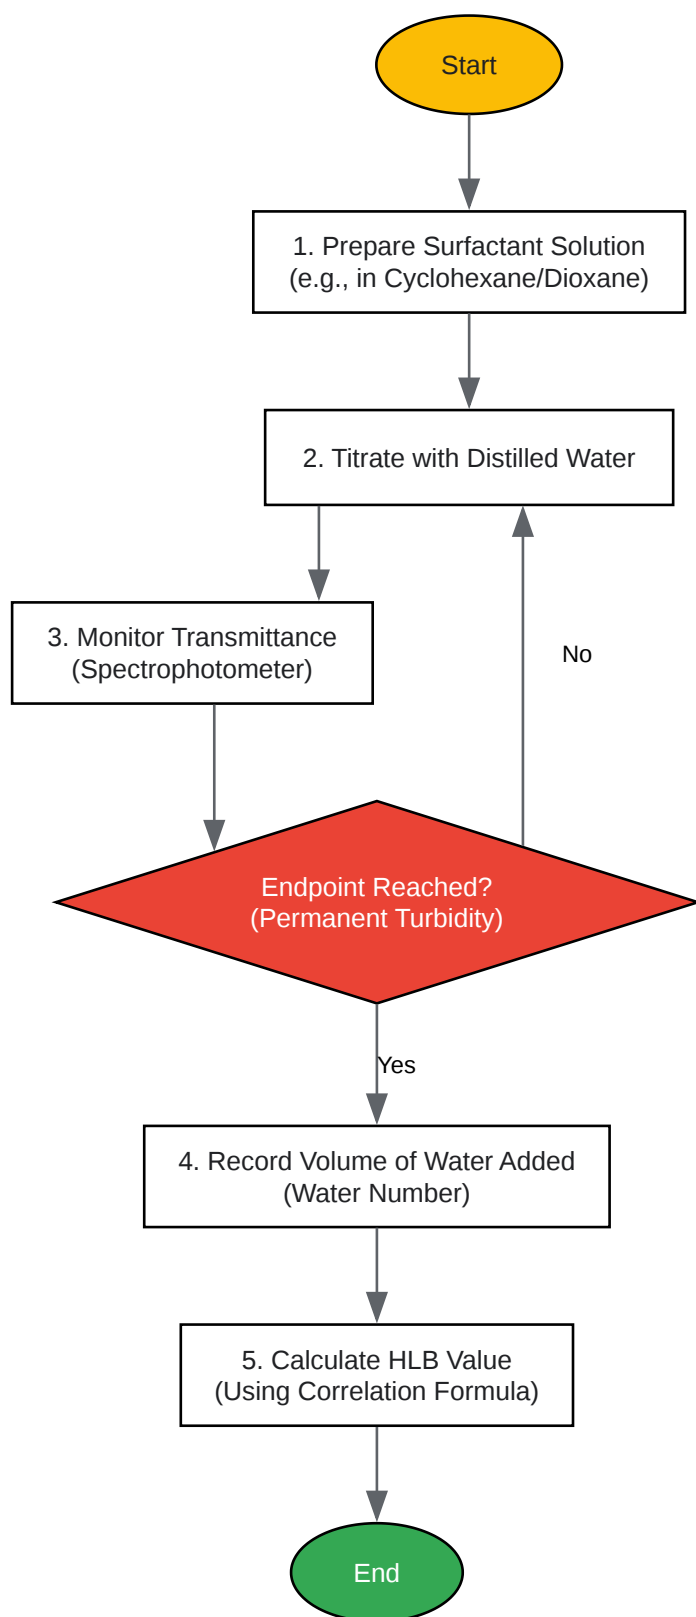 Start
1. Prepare Surfactant Solution
(e.g., in Cyclohexane/Dioxane)
2. Titrate with Distilled Water
3. Monitor Transmittance
(Spectrophotometer)
No
Endpoint Reached?
(Permanent Turbidity)
Yes
4. Record Volume of Water Added
(Water Number)
5. Calculate HLB Value
(Using Correlation Formula)
End